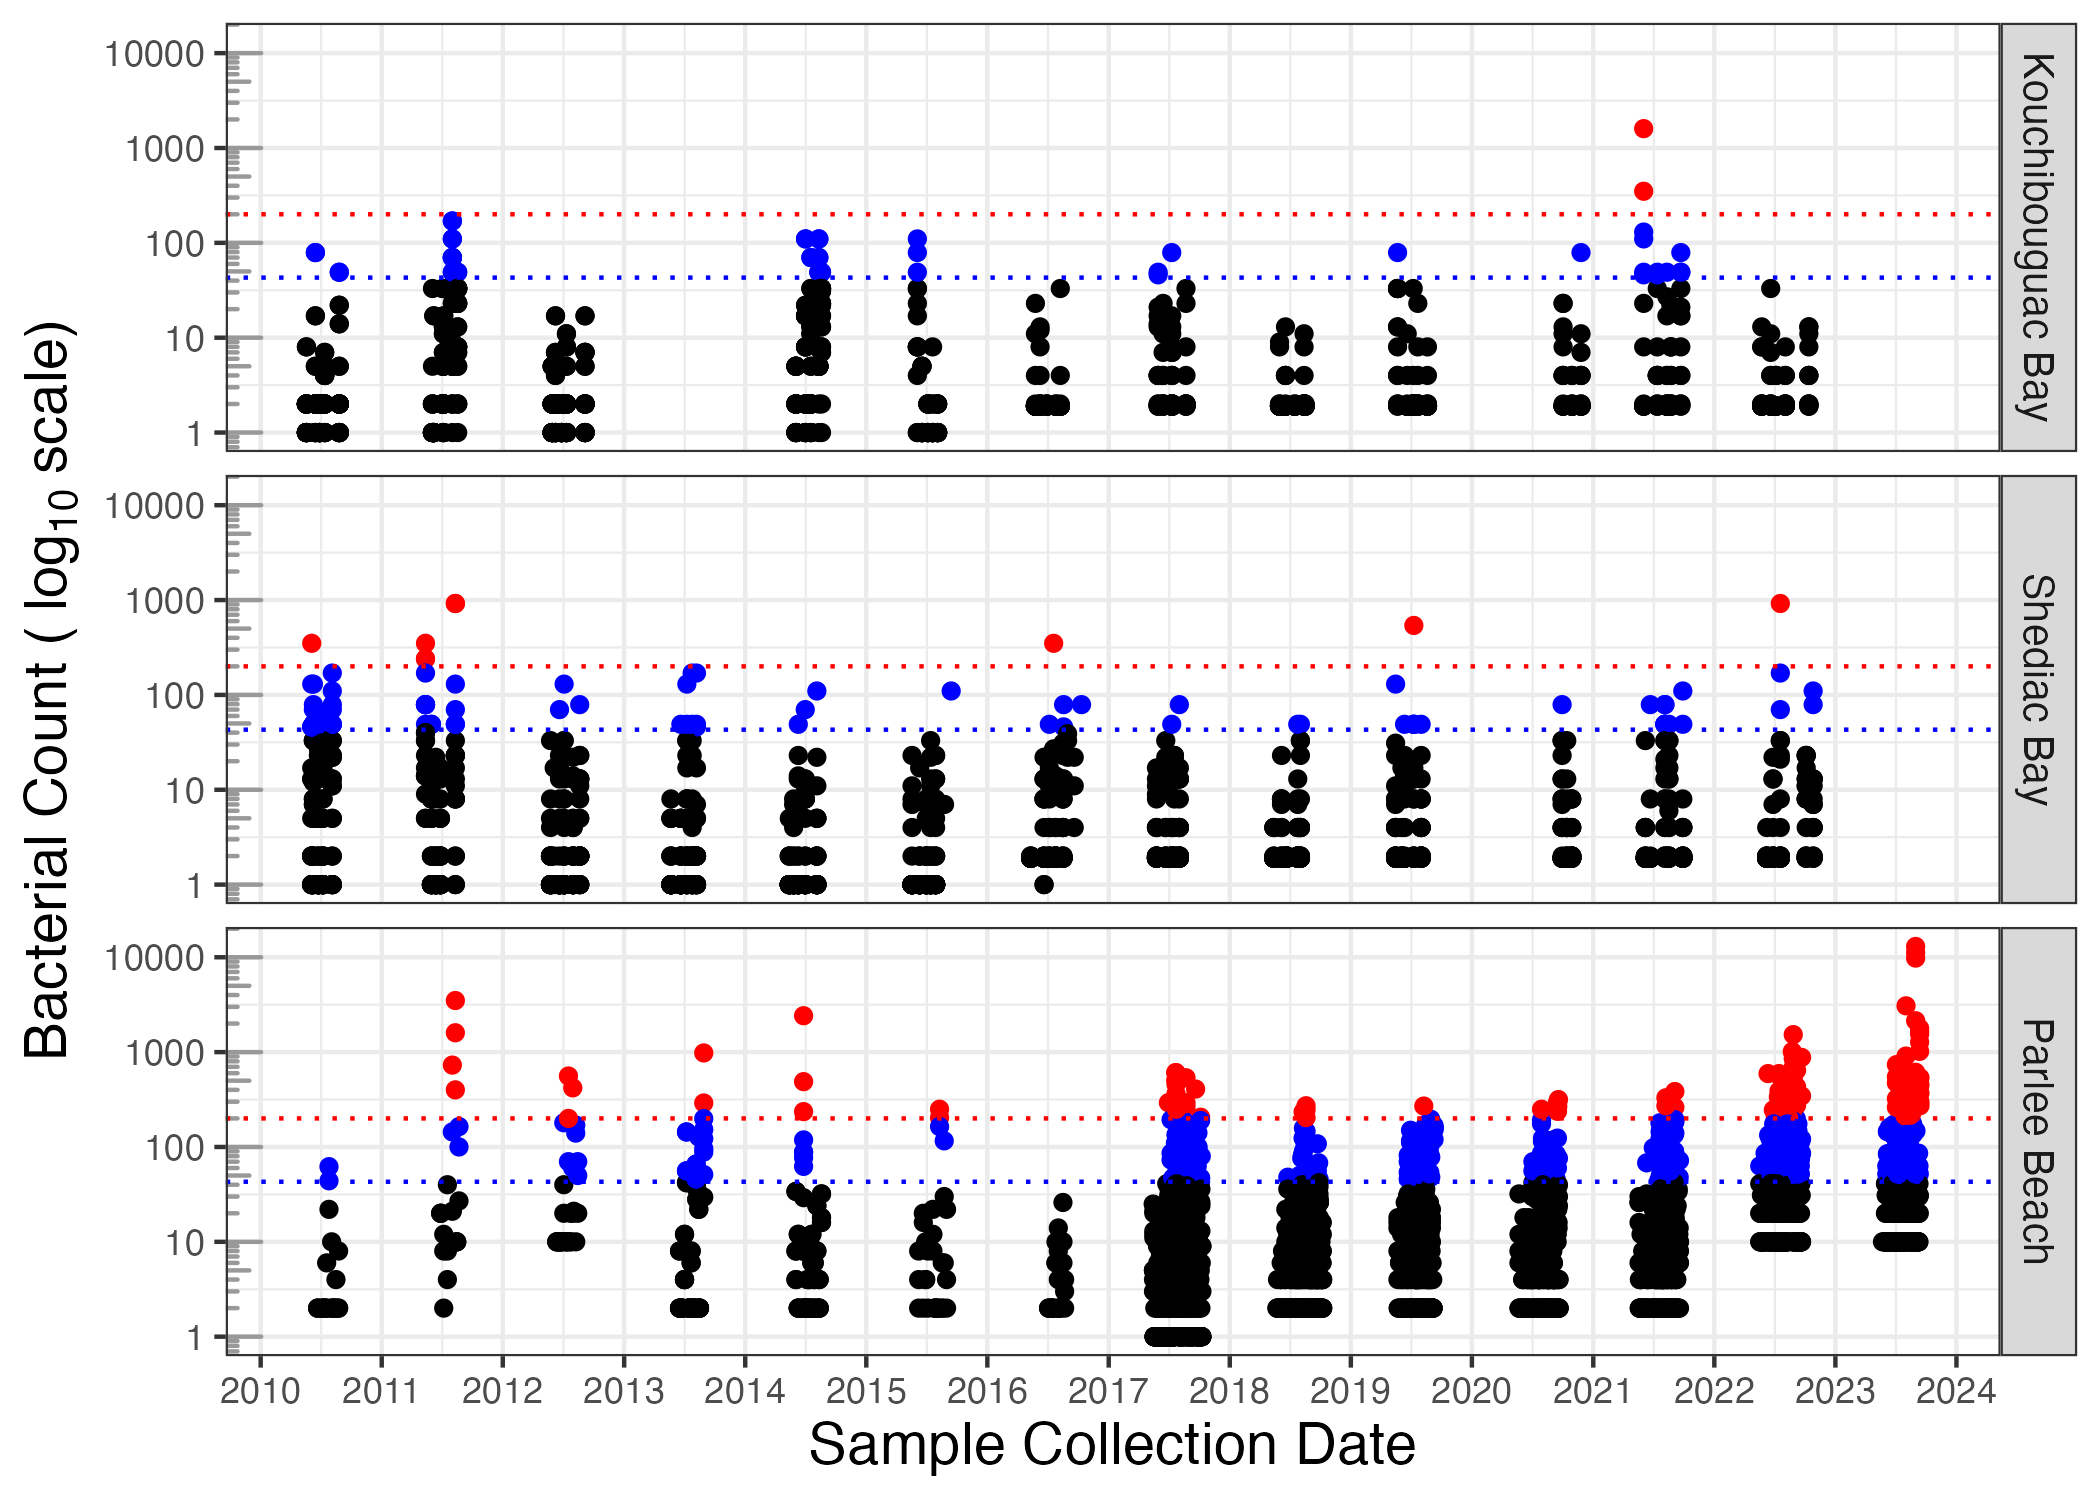 Bacterial Count ( log10 scale)
10000
1000
100
10
1
Kouchibouguac Bay
10000
1000
100
10
1
Shediac Bay
10000
1000
100
10
1
Parlee Beach
2010 2011 2012 2013 2014 2015 2016 2017 2018 2019 2020 2021 2022 2023 2024
Sample Collection Date